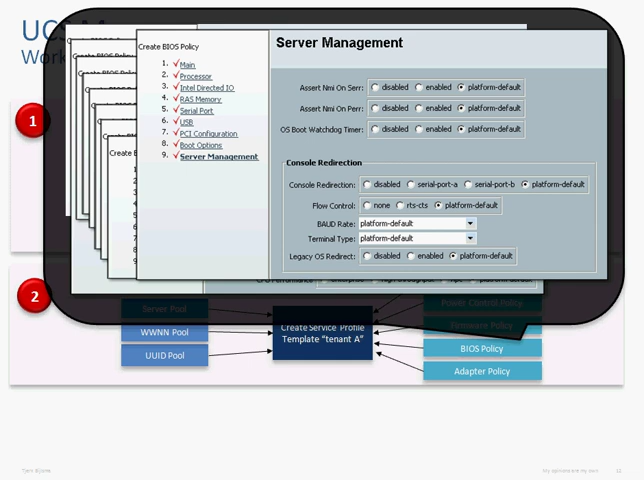 UCS M
Work
Create BIOS Policy
1. Main
2. Processor
3. Intel Directed IO
4. RAS Memory
5. Serial Port
6. USB
7. PCI Configuration
8. Boot Options
9. Server Management
Server Management
Assert Nmi On Serr: disabled enabled platform-default
Assert Nmi On Perr: disabled enabled platform-default
OS Boot Watchdog Timer: disabled enabled platform-default
Console Redirection
Console Redirection: disabled serial-port-a serial-port-b platform-default
Flow Control: none rts-cts platform-default
BAUD Rate: platform-default
Terminal Type: platform-default
Legacy OS Redirect: disabled enabled platform-default
1
2
Server Pool
WWNN Pool
UUID Pool
Create Service Profile
Template "tenant A"
Power Control Policy
Firmware Policy
BIOS Policy
Adapter Policy
My opinions are my own